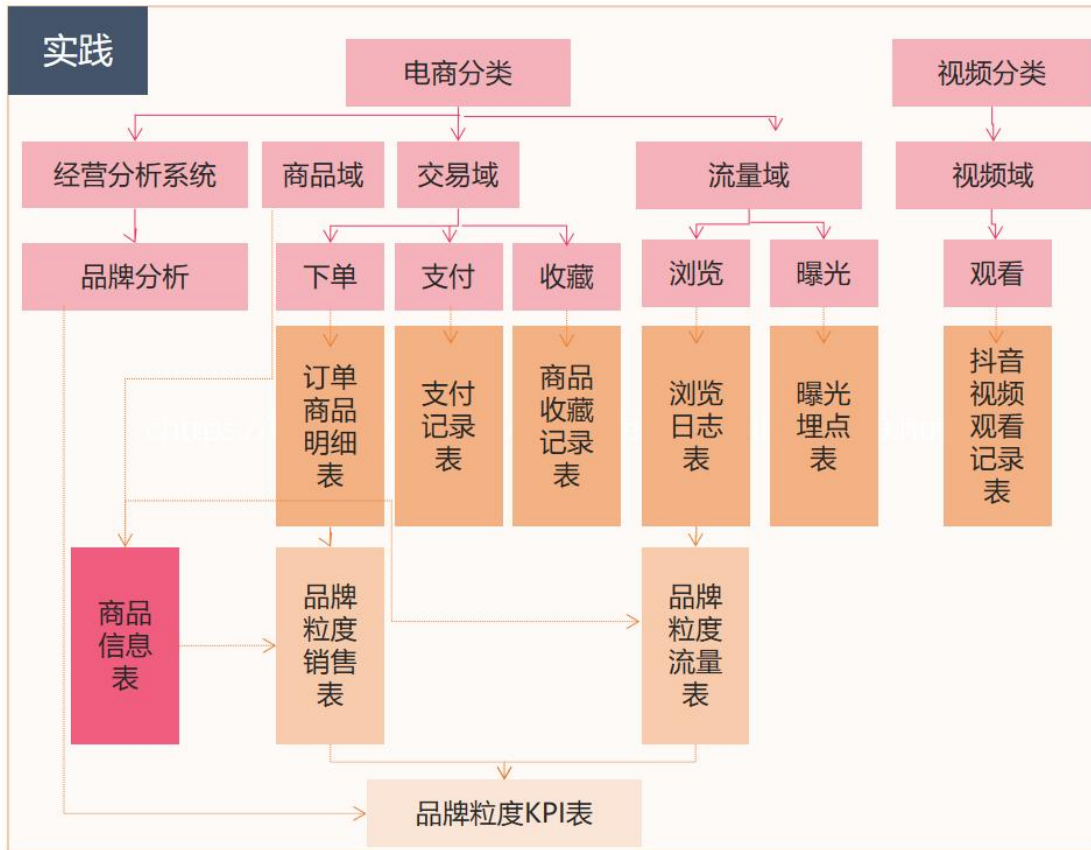 实践
电商分类
视频分类
经营分析系统
商品域
交易域
流量域
视频域
品牌分析
下单
支付
收藏
浏览
曝光
观看
订单
商品
明细
表
支付
记录
表
商品
收藏
记录
表
浏览
日志
表
曝光
埋点
表
抖音
视频
观看
记录
表
商品
信息
表
品牌
粒度
销售
表
品牌
粒度
流量
表
品牌粒度KPI表